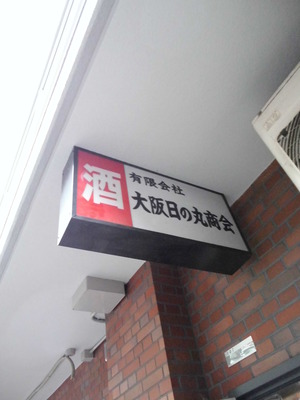 酒
有限会社
大阪日の丸商会